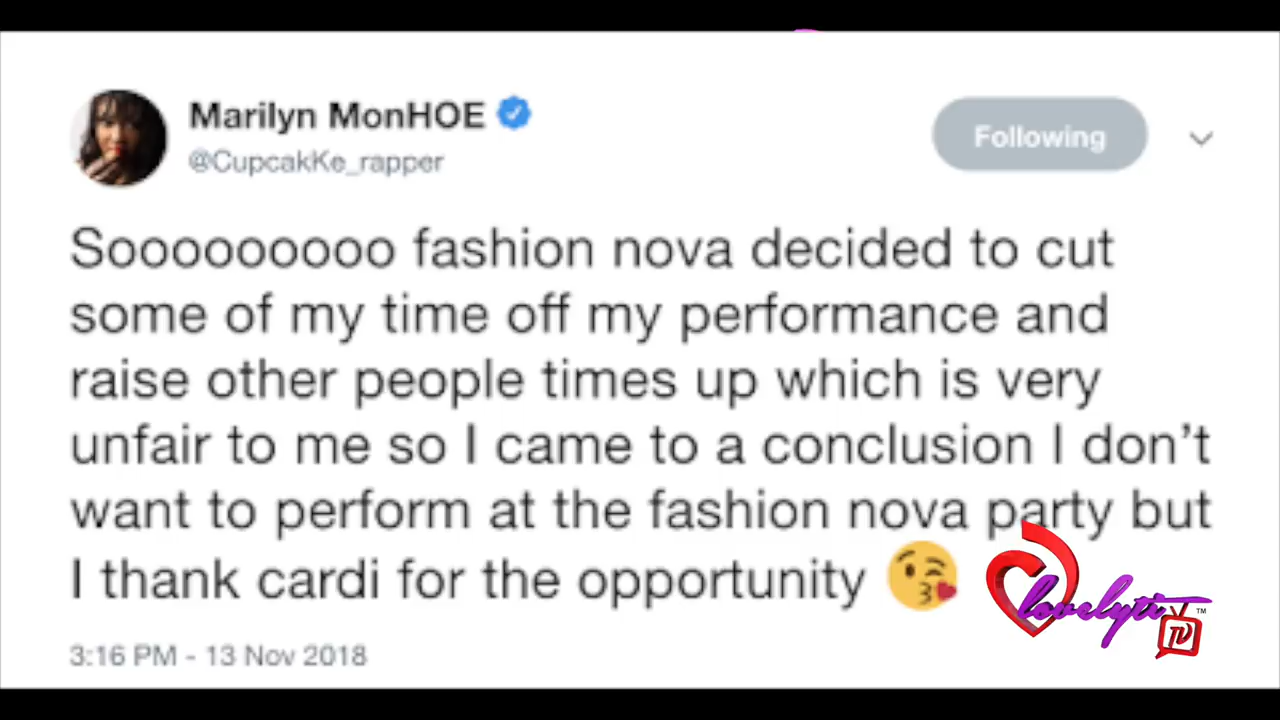 Marilyn MonHOE
@CupcakKe_rapper
Following
Sooooooooo fashion nova decided to cut
some of my time off my performance and
raise other people times up which is very
unfair to me so I came to a conclusion I don't
want to perform at the fashion nova party but
I thank cardi for the opportunity 😘
3:16 PM - 13 Nov 2018
lovelyti
TV